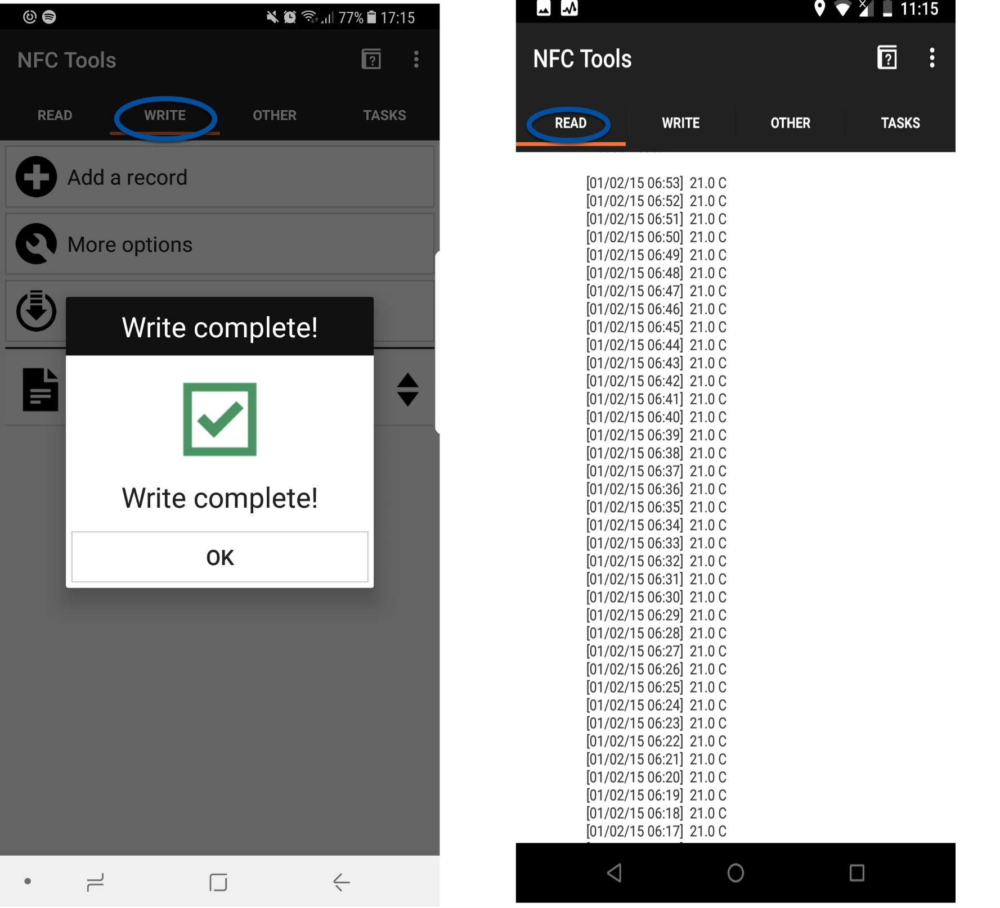 77% 17:15
NFC Tools
READ WRITE OTHER TASKS
Add a record
More options
Write complete!
Write complete!
OK
11:15
NFC Tools
READ WRITE OTHER TASKS
[01/02/15 06:53] 21.0 C
[01/02/15 06:52] 21.0 C
[01/02/15 06:51] 21.0 C
[01/02/15 06:50] 21.0 C
[01/02/15 06:49] 21.0 C
[01/02/15 06:48] 21.0 C
[01/02/15 06:47] 21.0 C
[01/02/15 06:46] 21.0 C
[01/02/15 06:45] 21.0 C
[01/02/15 06:44] 21.0 C
[01/02/15 06:43] 21.0 C
[01/02/15 06:42] 21.0 C
[01/02/15 06:41] 21.0 C
[01/02/15 06:40] 21.0 C
[01/02/15 06:39] 21.0 C
[01/02/15 06:38] 21.0 C
[01/02/15 06:37] 21.0 C
[01/02/15 06:36] 21.0 C
[01/02/15 06:35] 21.0 C
[01/02/15 06:34] 21.0 C
[01/02/15 06:33] 21.0 C
[01/02/15 06:32] 21.0 C
[01/02/15 06:31] 21.0 C
[01/02/15 06:30] 21.0 C
[01/02/15 06:29] 21.0 C
[01/02/15 06:28] 21.0 C
[01/02/15 06:27] 21.0 C
[01/02/15 06:26] 21.0 C
[01/02/15 06:25] 21.0 C
[01/02/15 06:24] 21.0 C
[01/02/15 06:23] 21.0 C
[01/02/15 06:22] 21.0 C
[01/02/15 06:21] 21.0 C
[01/02/15 06:20] 21.0 C
[01/02/15 06:19] 21.0 C
[01/02/15 06:18] 21.0 C
[01/02/15 06:17] 21.0 C